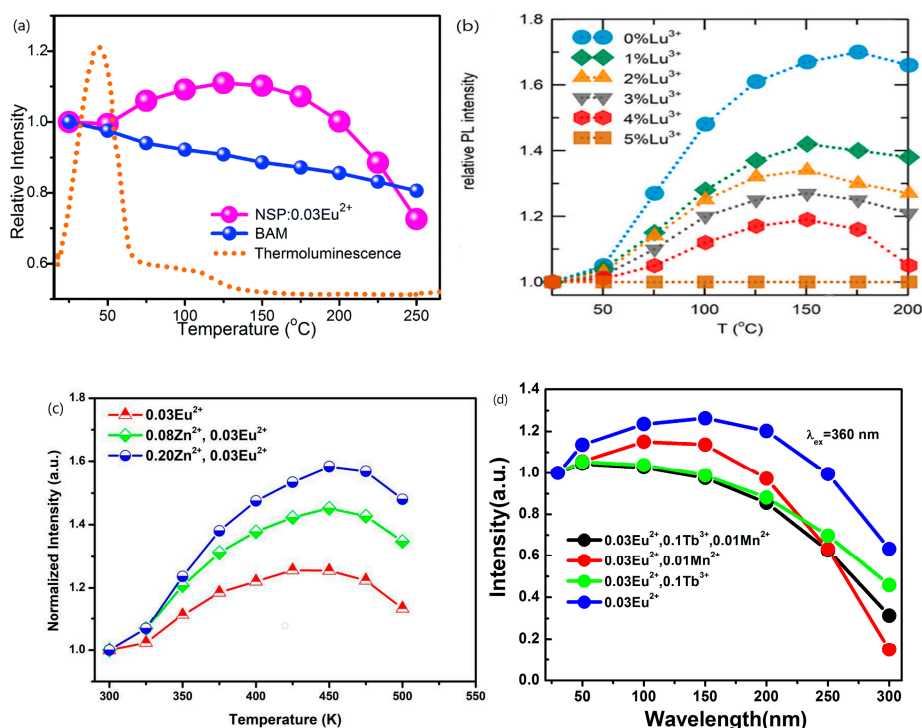 (a)
Relative Intensity
1.2
1.0
0.8
0.6
NSP:0.03Eu²⁺
BAM
Thermoluminescence
50 100 150 200 250
Temperature (°C)
(b)
relative PL intensity
1.8
1.6
1.4
1.2
1.0
0%Lu³⁺
1%Lu³⁺
2%Lu³⁺
3%Lu³⁺
4%Lu³⁺
5%Lu³⁺
50 100 150 200
T (°C)
(c)
Normalized Intensity (a.u.)
1.8
1.6
1.4
1.2
1.0
0.03Eu²⁺
0.08Zn²⁺, 0.03Eu²⁺
0.20Zn²⁺, 0.03Eu²⁺
300 350 400 450 500 550
Temperature (K)
(d)
Intensity(a.u.)
1.4
1.2
1.0
0.8
0.6
0.4
0.2
0.0
λex=360 nm
0.03Eu²⁺,0.1Tb³⁺,0.01Mn²⁺
0.03Eu²⁺,0.01Mn²⁺
0.03Eu²⁺,0.1Tb³⁺
0.03Eu²⁺
50 100 150 200 250 300
Wavelength(nm)